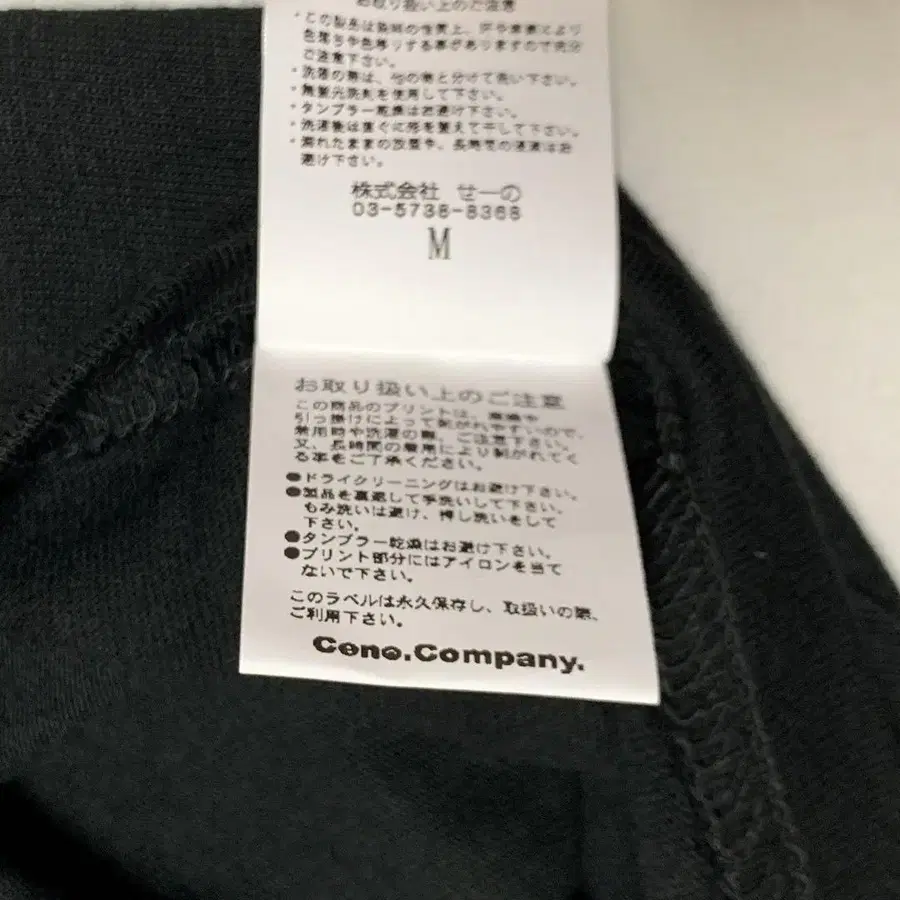 お取り扱い上のご注意
・この製品は素材の性質上、汗や摩擦により
色落ちや色移りする事がありますので充分
ご注意下さい。
・洗濯の際は、他の物と分けて洗い下さい。
・無蛍光洗剤を使用して下さい。
・タンブラー乾燥はお避け下さい。
・洗濯後は直ぐに形を整えて干して下さい。
・濡れたままの放置や、長時間の浸漬はお
避け下さい。
株式会社 せーの
03-5738-8368
M
お取り扱い上のご注意
この商品のプリントは、摩擦や
引っ掛けによって剥がれやすいので、
着用時や洗濯の際、ご注意下さい。
又、長時間の着用により剥がれてく
る事をご了承ください。
●ドライクリーニングはお避け下さい。
●製品を裏返して手洗いして下さい。
もみ洗いは避け、押し洗いをして
下さい。
●タンブラー乾燥はお避け下さい。
●プリント部分にはアイロンを当て
ないで下さい。
このラベルは永久保存し、取扱いの際、
ご利用下さい。
Ceno.Company.